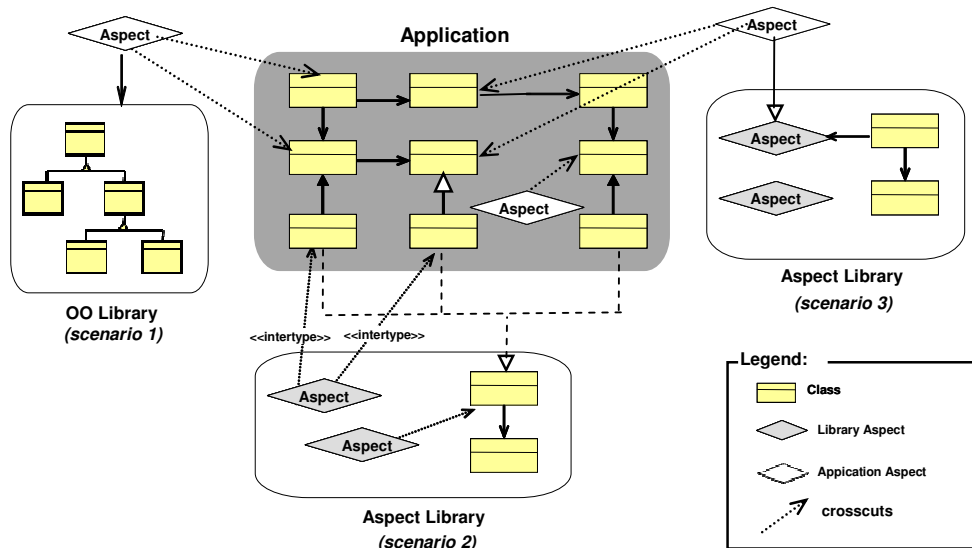 Aspect
Application
Aspect
Aspect
Aspect
Aspect
OO Library
(scenario 1)
Aspect Library
(scenario 3)
<<intertype>>
<<intertype>>
Aspect
Aspect
Aspect Library
(scenario 2)
Legend:
Class
Library Aspect
Appication Aspect
crosscuts